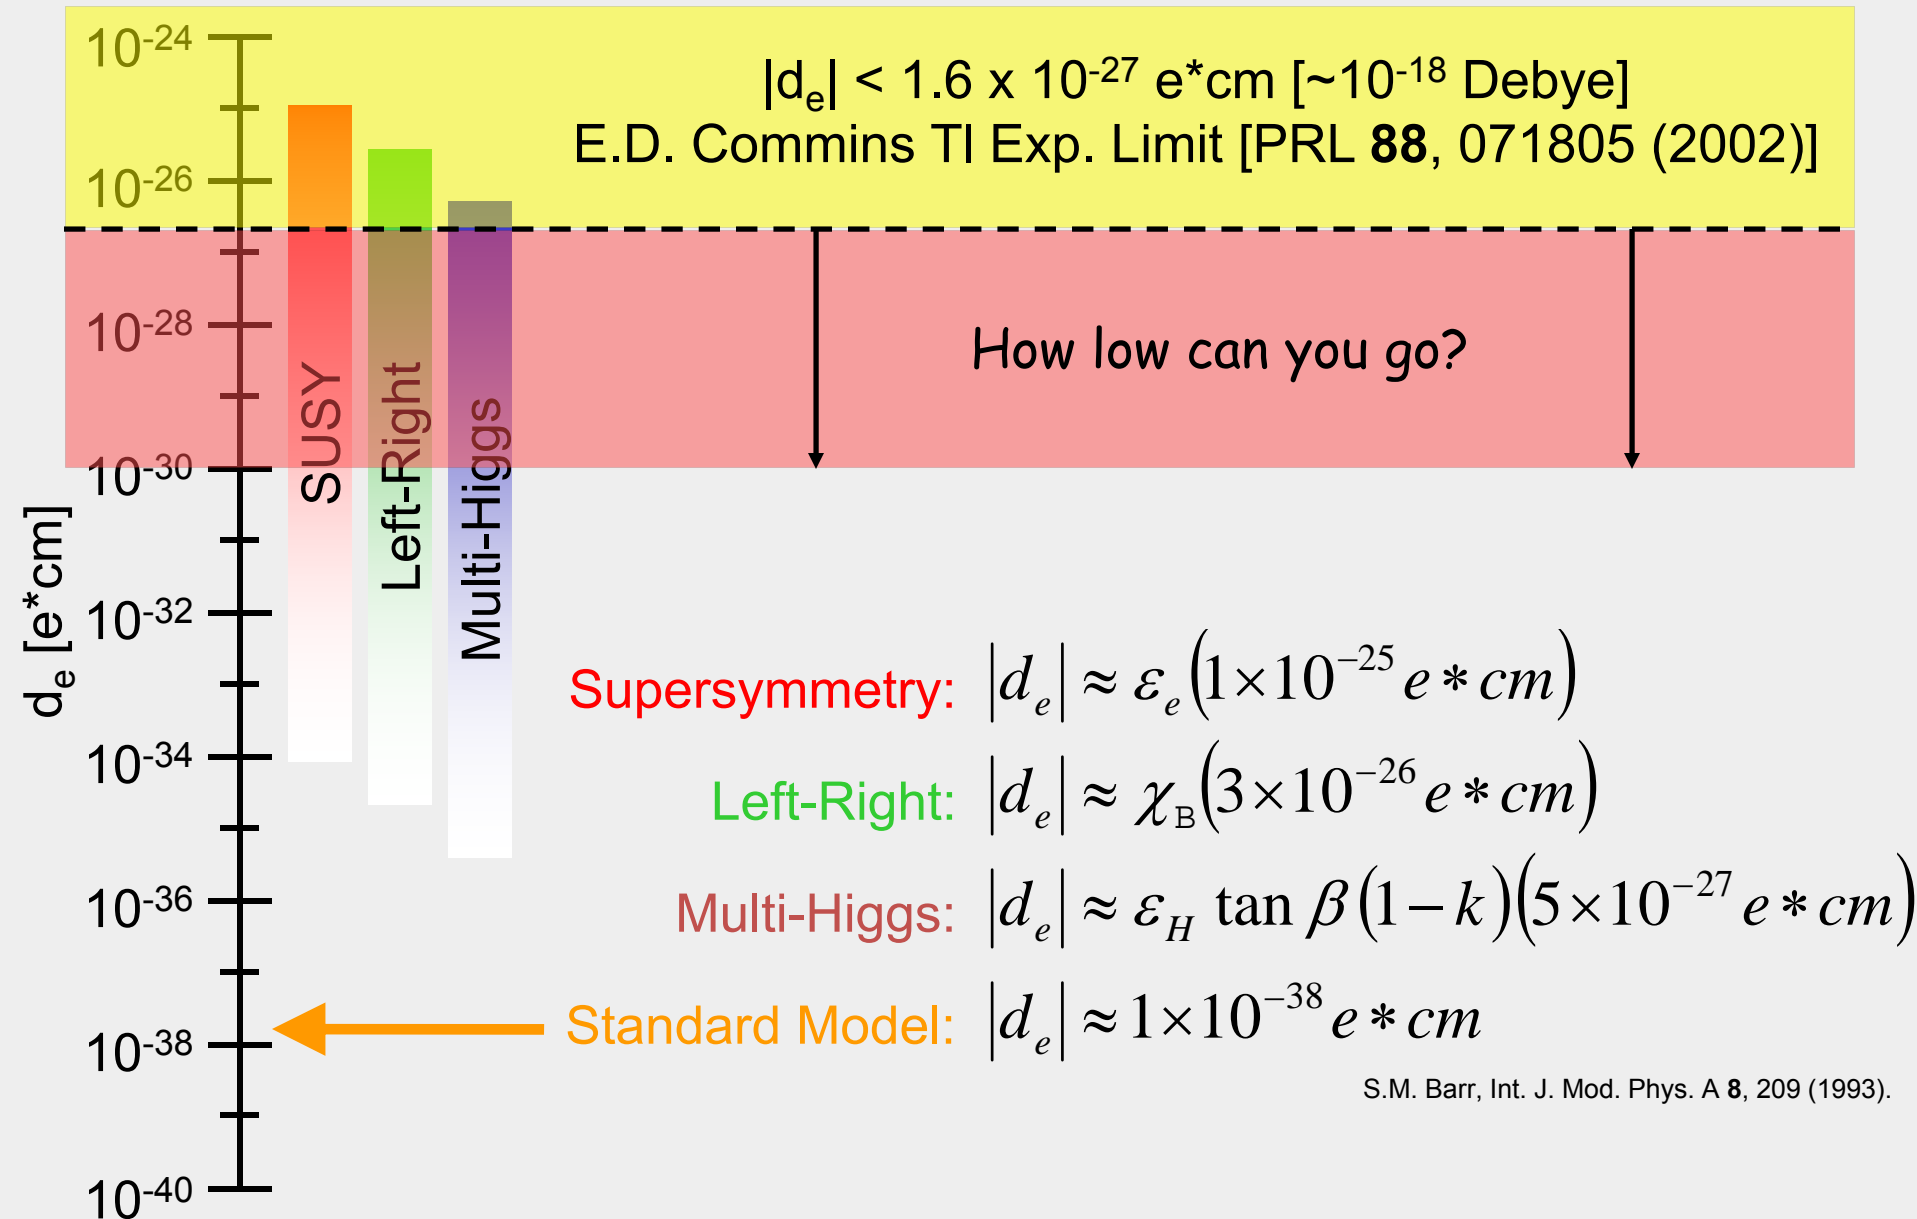 10⁻²⁴
|dₑ| < 1.6 x 10⁻²⁷ e*cm [~10⁻¹⁸ Debye]
E.D. Commins Tl Exp. Limit [PRL 88, 071805 (2002)]
10⁻²⁶
10⁻²⁸
How low can you go?
10⁻³⁰
SUSY
Left-Right
Multi-Higgs
dₑ [e*cm]
10⁻³²
Supersymmetry: |dₑ| ≈ εₑ(1×10⁻²⁵ e*cm)
10⁻³⁴
Left-Right: |dₑ| ≈ χ_B(3×10⁻²⁶ e*cm)
10⁻³⁶
Multi-Higgs: |dₑ| ≈ ε_H tan β(1−k)(5×10⁻²⁷ e*cm)
Standard Model: |dₑ| ≈ 1×10⁻³⁸ e*cm
10⁻³⁸
S.M. Barr, Int. J. Mod. Phys. A 8, 209 (1993).
10⁻⁴⁰